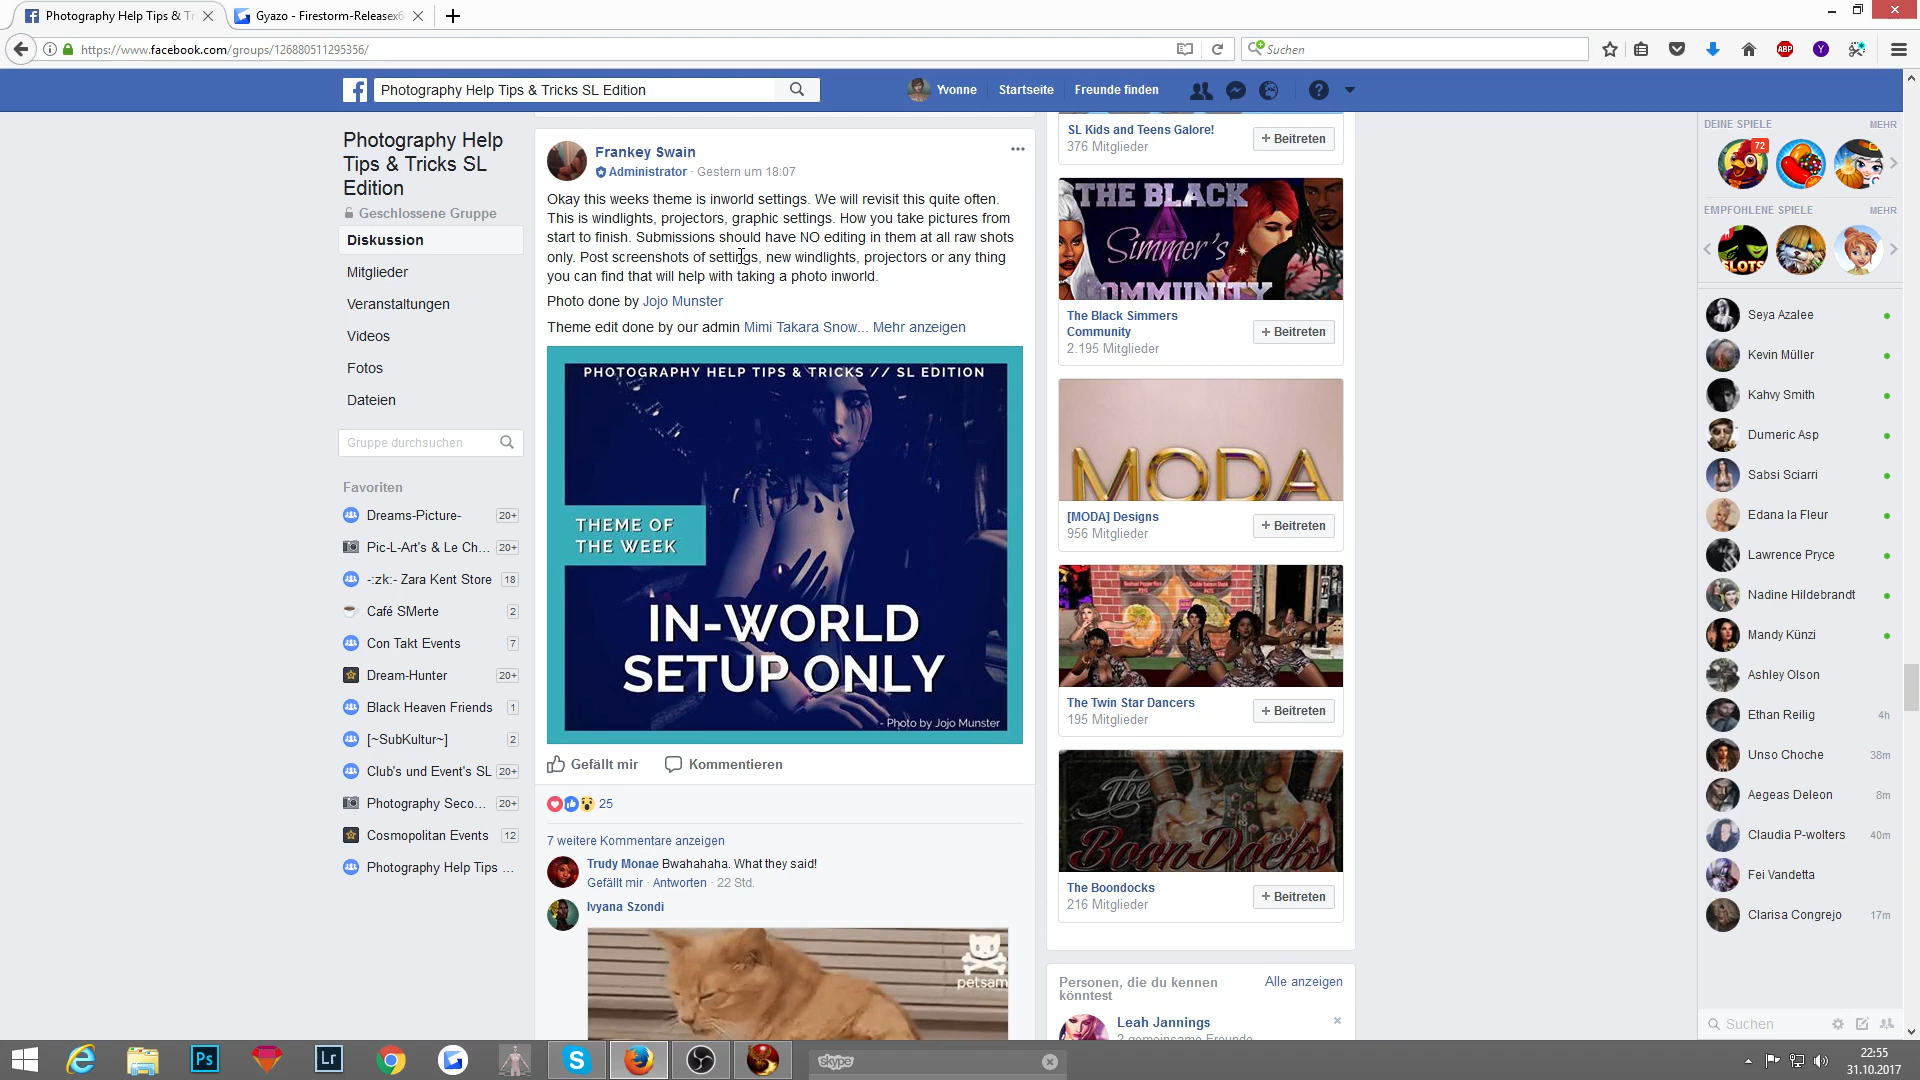 Photography Help Tips & Tr
Gyazo - Firestorm-Releasex6
https://www.facebook.com/groups/126880511295356/
Suchen
ABP
Y
Photography Help Tips & Tricks SL Edition
Yvonne
Startseite
Freunde finden
Photography Help
Tips & Tricks SL
Edition
Geschlossene Gruppe
Diskussion
Mitglieder
Veranstaltungen
Videos
Fotos
Dateien
Gruppe durchsuchen
Favoriten
Dreams-Picture- 20+
Pic-L-Art's & Le Ch... 20+
-:zk:- Zara Kent Store 18
Café SMerte 2
Con Takt Events 7
Dream-Hunter 20+
Black Heaven Friends 1
[~SubKultur~] 2
Club's und Event's SL 20+
Photography Seco... 20+
Cosmopolitan Events 12
Photography Help Tips ...
Frankey Swain
Administrator · Gestern um 18:07
Okay this weeks theme is inworld settings. We will revisit this quite often.
This is windlights, projectors, graphic settings. How you take pictures from
start to finish. Submissions should have NO editing in them at all raw shots
only. Post screenshots of settings, new windlights, projectors or any thing
you can find that will help with taking a photo inworld.
Photo done by Jojo Munster
Theme edit done by our admin Mimi Takara Snow... Mehr anzeigen
PHOTOGRAPHY HELP TIPS & TRICKS // SL EDITION
THEME OF
THE WEEK
IN-WORLD
SETUP ONLY
- Photo by Jojo Munster
Gefällt mir
Kommentieren
25
7 weitere Kommentare anzeigen
Trudy Monae Bwahahaha. What they said!
Gefällt mir · Antworten · 22 Std.
Ivyana Szondi
petsami
SL Kids and Teens Galore!
376 Mitglieder
+ Beitreten
THE BLACK
Simmer's
COMMUNITY
The Black Simmers
Community
2.195 Mitglieder
+ Beitreten
MODA
[MODA] Designs
956 Mitglieder
+ Beitreten
The Twin Star Dancers
195 Mitglieder
+ Beitreten
The
BoonDocks
The Boondocks
216 Mitglieder
+ Beitreten
Personen, die du kennen
könntest
Alle anzeigen
Leah Jannings
2 gemeinsame Freunde
DEINE SPIELE
MEHR
72
EMPFOHLENE SPIELE
MEHR
SLOTS
Seya Azalee
Kevin Müller
Kahvy Smith
Dumeric Asp
Sabsi Sciarri
Edana la Fleur
Lawrence Pryce
Nadine Hildebrandt
Mandy Künzi
Ashley Olson
Ethan Reilig 4h
Unso Choche 38m
Aegeas Deleon 8m
Claudia P-wolters 40m
Fei Vandetta
Clarisa Congrejo 17m
Suchen
Ps
Lr
skype
22:55
31.10.2017